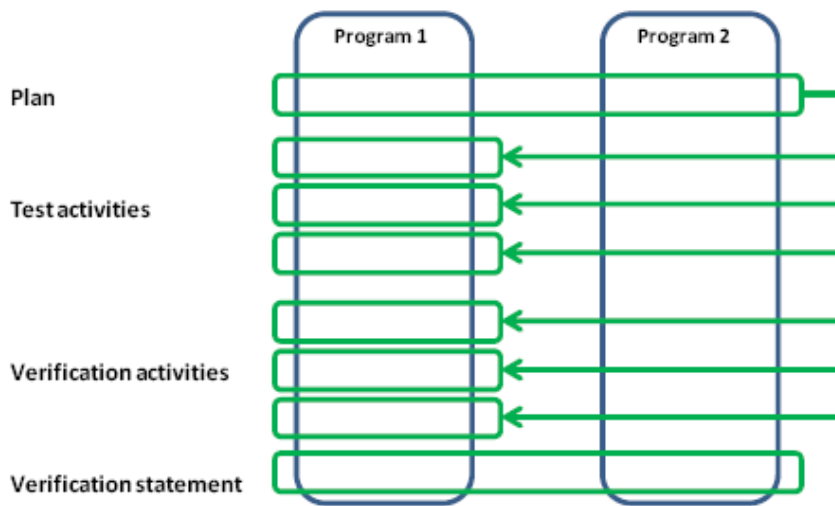 Program 1
Program 2
Plan
Test activities
Verification activities
Verification statement